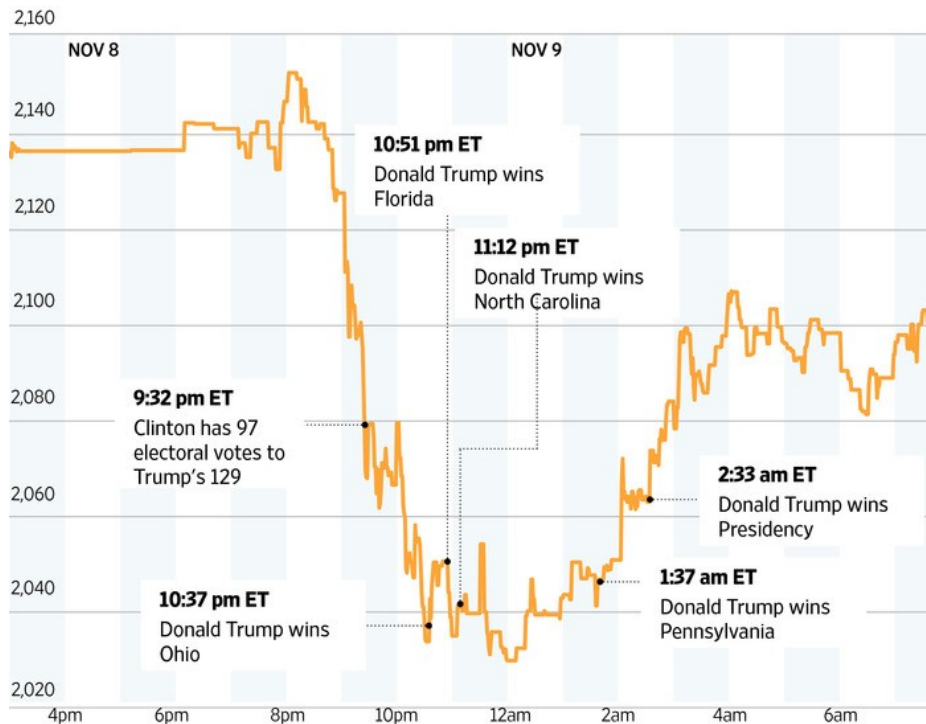 2,160
NOV 8
NOV 9
2,140
10:51 pm ET
Donald Trump wins
Florida
2,120
11:12 pm ET
Donald Trump wins
North Carolina
2,100
2,080
9:32 pm ET
Clinton has 97
electoral votes to
Trump's 129
2,060
2:33 am ET
Donald Trump wins
Presidency
2,040
10:37 pm ET
Donald Trump wins
Ohio
1:37 am ET
Donald Trump wins
Pennsylvania
2,020
4pm 6pm 8pm 10pm 12am 2am 4am 6am